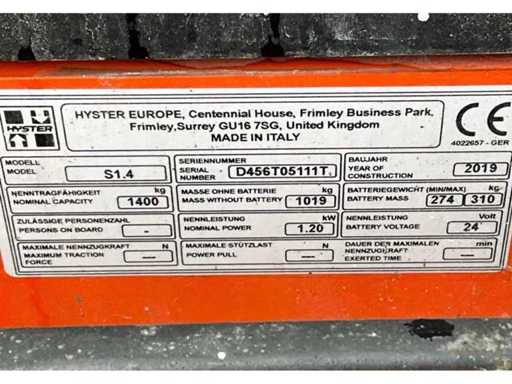 HYSTER
HYSTER EUROPE, Centennial House, Frimley Business Park,
Frimley,Surrey GU16 7SG, United Kingdom
MADE IN ITALY
CE
4022657 - GER
MODELL
MODEL S1.4
SERIENNUMMER
SERIAL NUMBER D456T05111T
BAUJAHR
YEAR OF CONSTRUCTION 2019
NENNTRAGFÄHIGKEIT kg
NOMINAL CAPACITY 1400
MASSE OHNE BATTERIE kg
MASS WITHOUT BATTERY 1019
BATTERIEGEWICHT (MIN/MAX) kg
BATTERY MASS 274 310
ZULÄSSIGE PERSONENZAHL
PERSONS ON BOARD -
NENNLEISTUNG kW
NOMINAL POWER 1.20
NENNLEISTUNG Volt
BATTERY VOLTAGE 24
MAXIMALE NENNZUGKRAFT N
MAXIMUM TRACTION FORCE ---
MAXIMALE STÜTZLAST N
POWER PULL ---
DAUER DER MAXIMALEN NENNZUGKRAFT min
EXERTED TIME ---